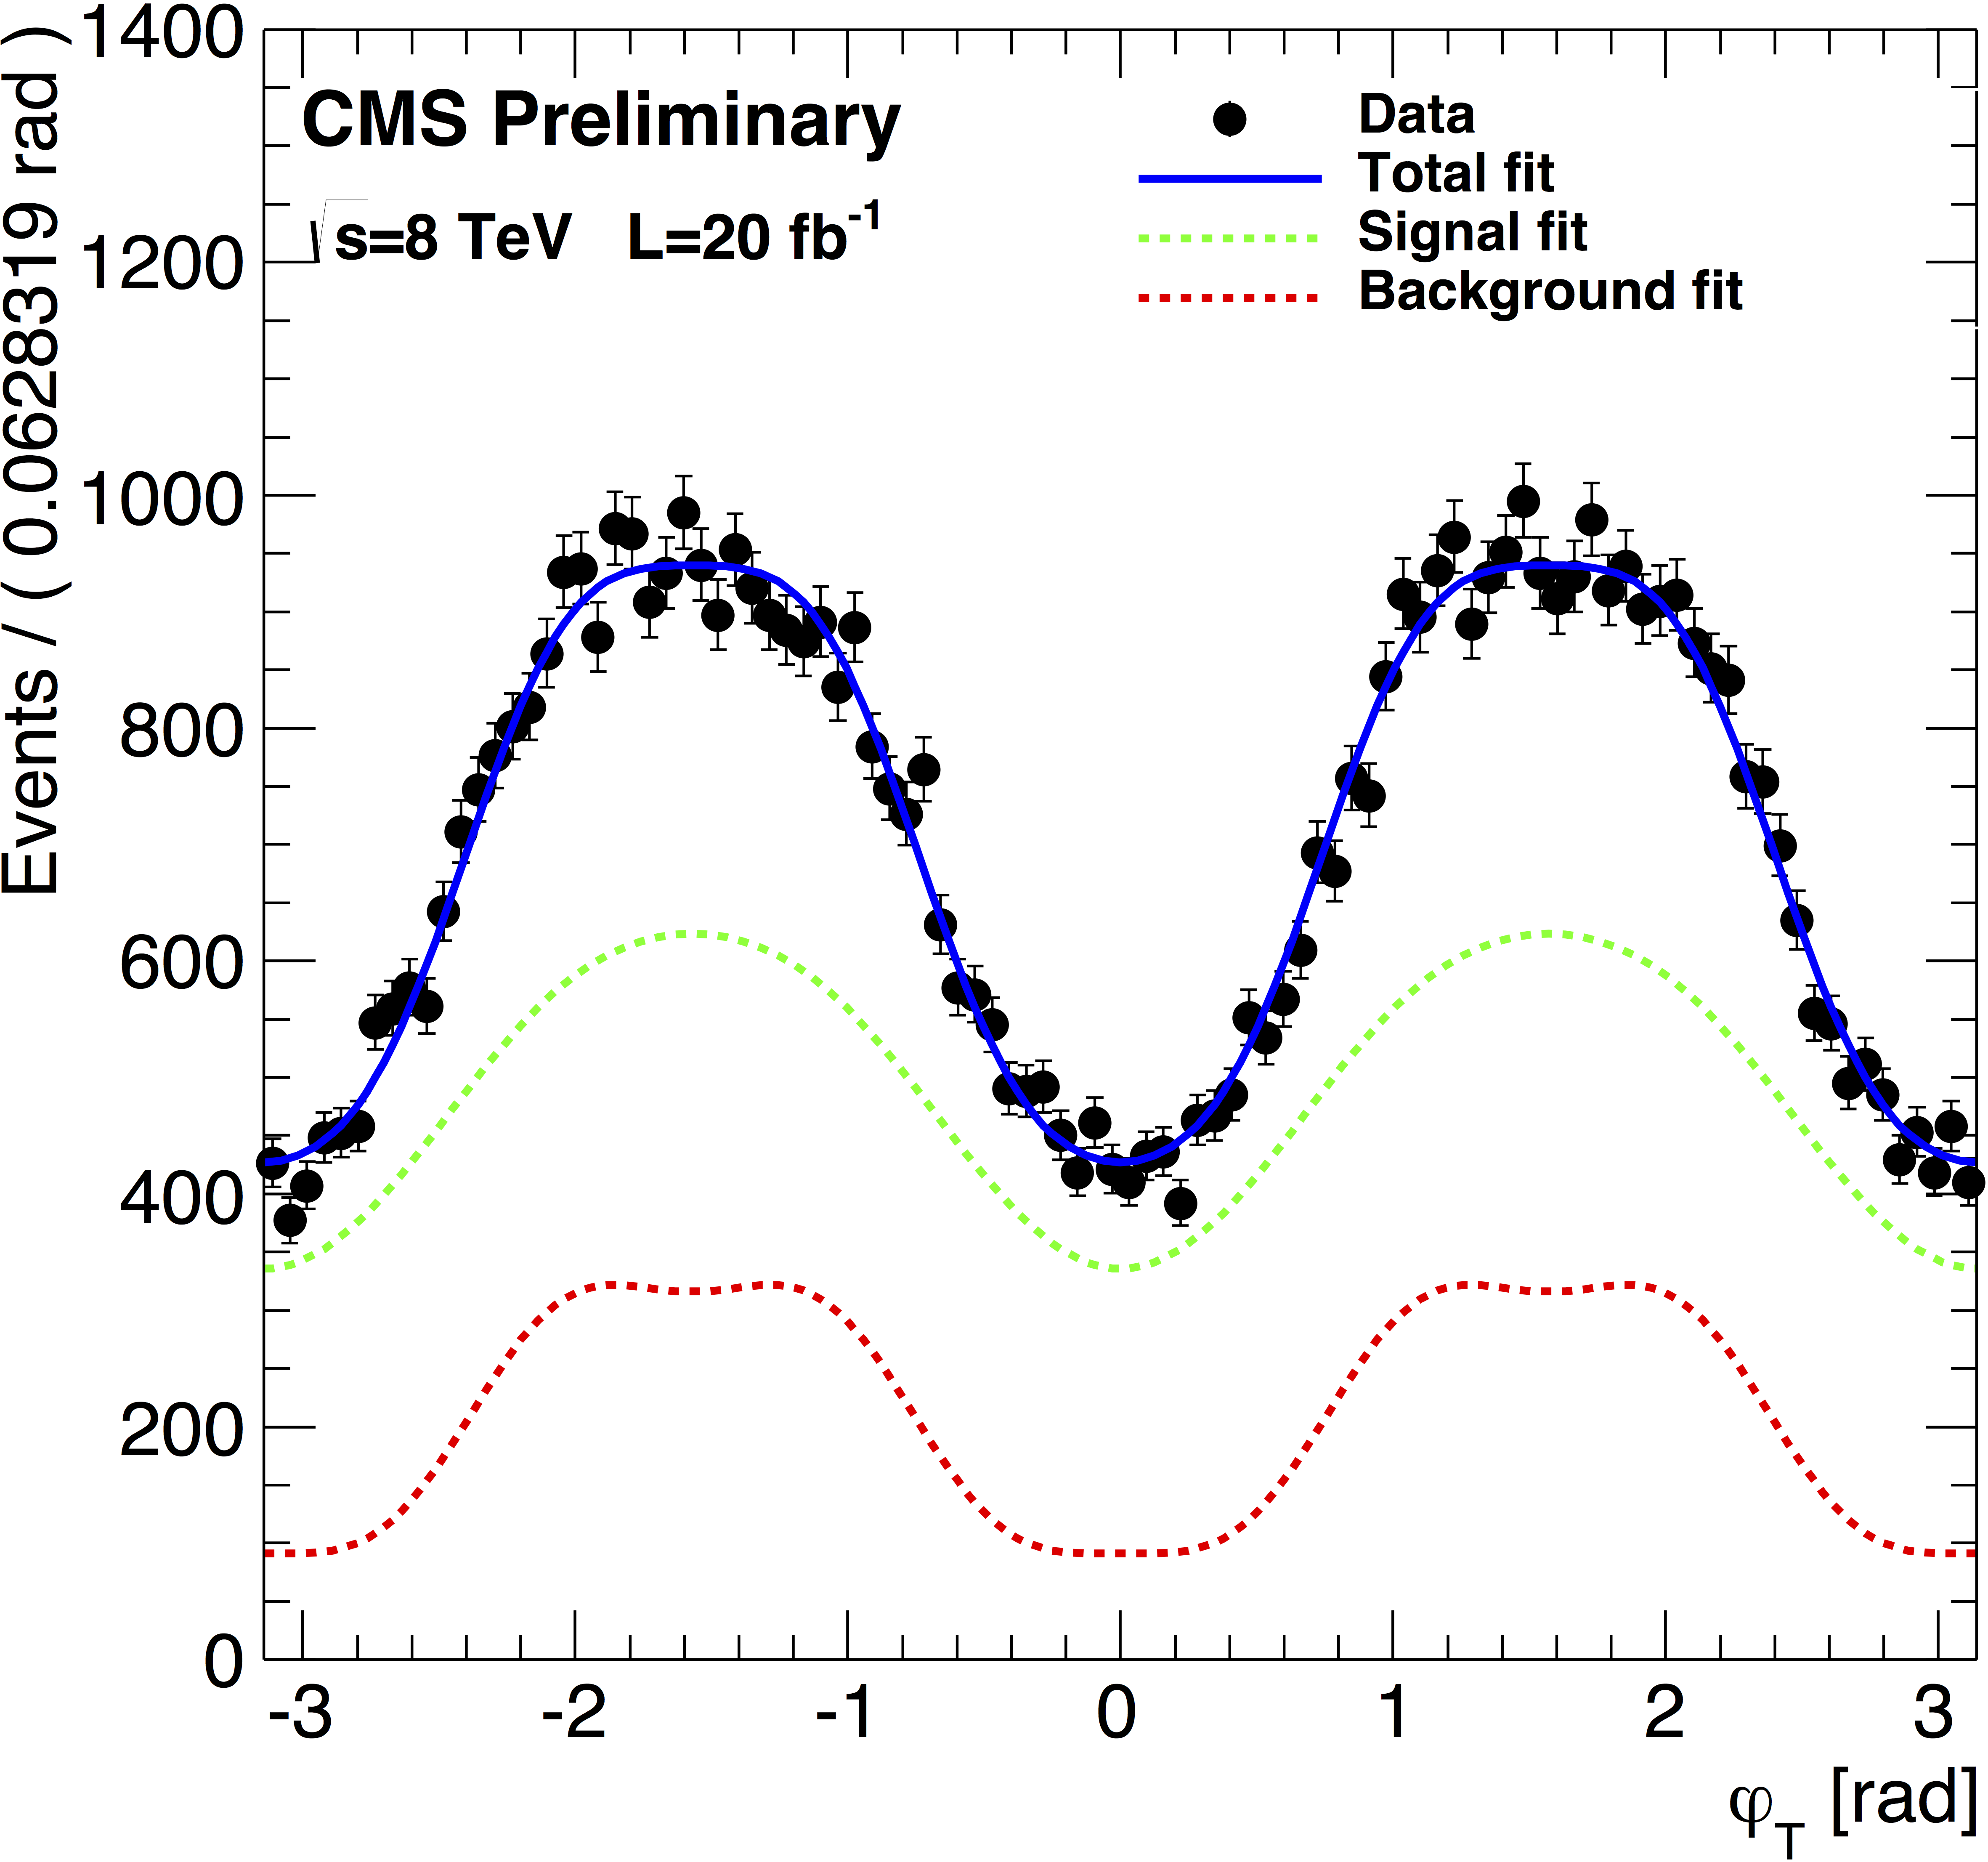 Events / ( 0.0628319 rad )
1400
1200
1000
800
600
400
200
0
CMS Preliminary
√s=8 TeV L=20 fb-1
Data
Total fit
Signal fit
Background fit
-3 -2 -1 0 1 2 3
φT [rad]